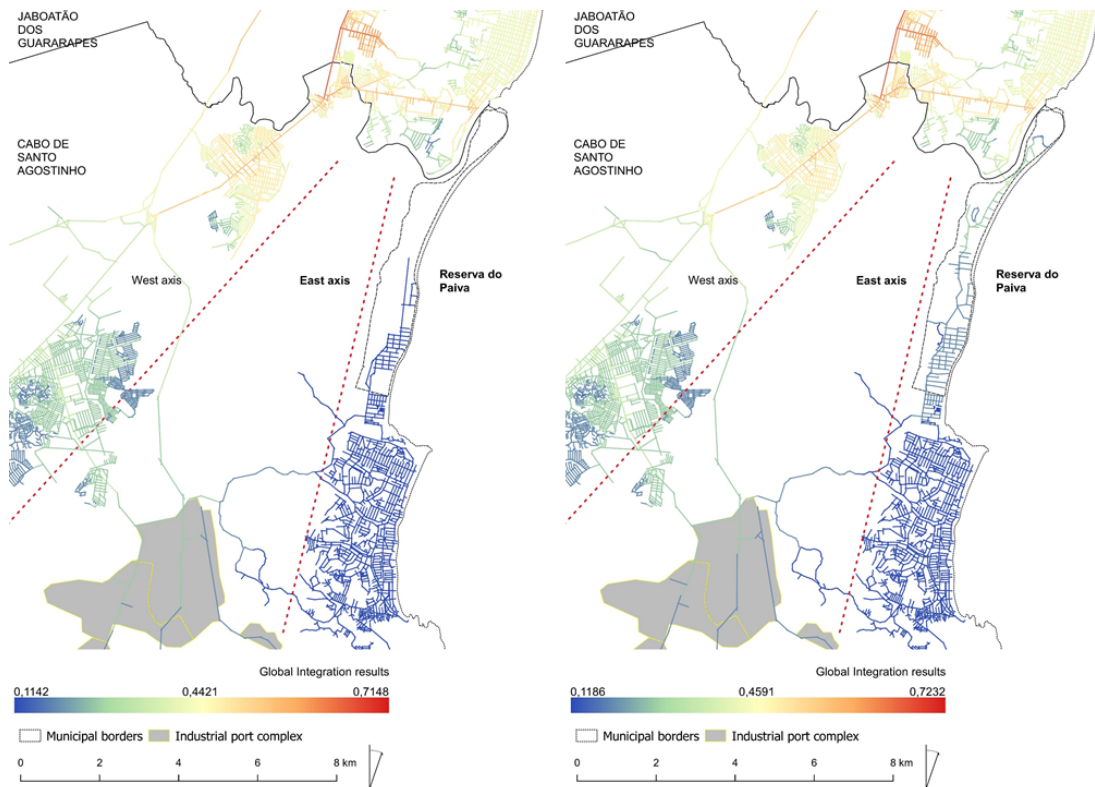 JABOATÃO
DOS
GUARARAPES
CABO DE
SANTO
AGOSTINHO
West axis
East axis
Reserva do
Paiva
Global Integration results
0,1142 0,4421 0,7148
Municipal borders Industrial port complex
0 2 4 6 8 km
JABOATÃO
DOS
GUARARAPES
CABO DE
SANTO
AGOSTINHO
West axis
East axis
Reserva do
Paiva
Global Integration results
0,1186 0,4591 0,7232
Municipal borders Industrial port complex
0 2 4 6 8 km